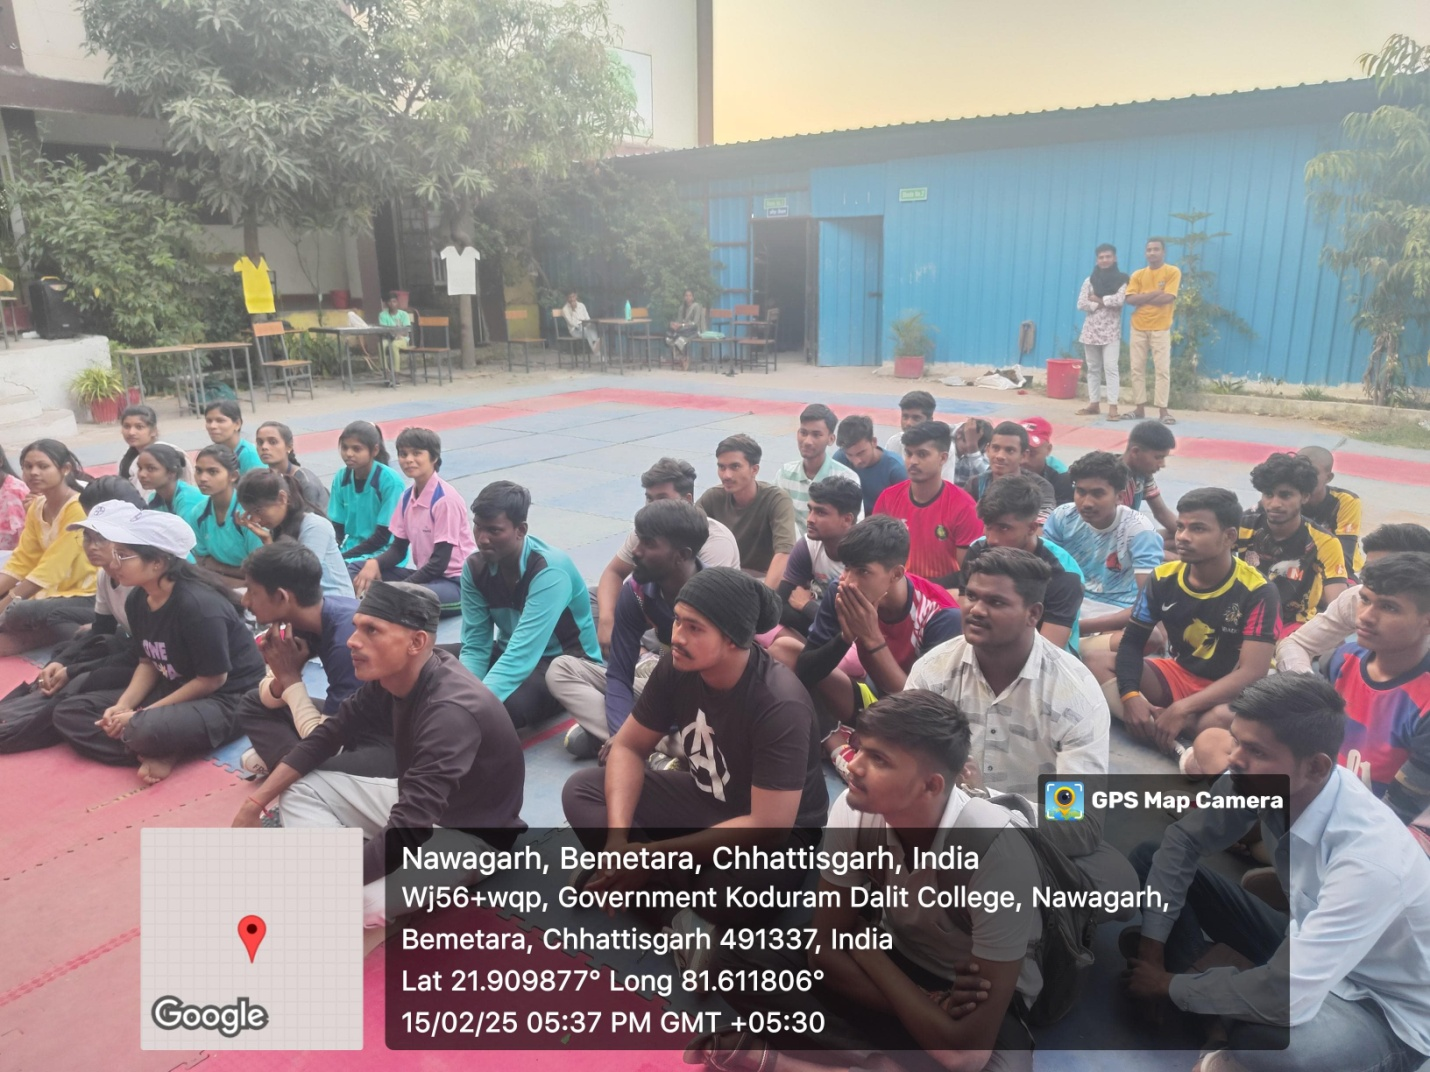 GPS Map Camera
Nawagarh, Bemetara, Chhattisgarh, India
Wj56+wqp, Government Koduram Dalit College, Nawagarh,
Bemetara, Chhattisgarh 491337, India
Lat 21.909877° Long 81.611806°
15/02/25 05:37 PM GMT +05:30
Google